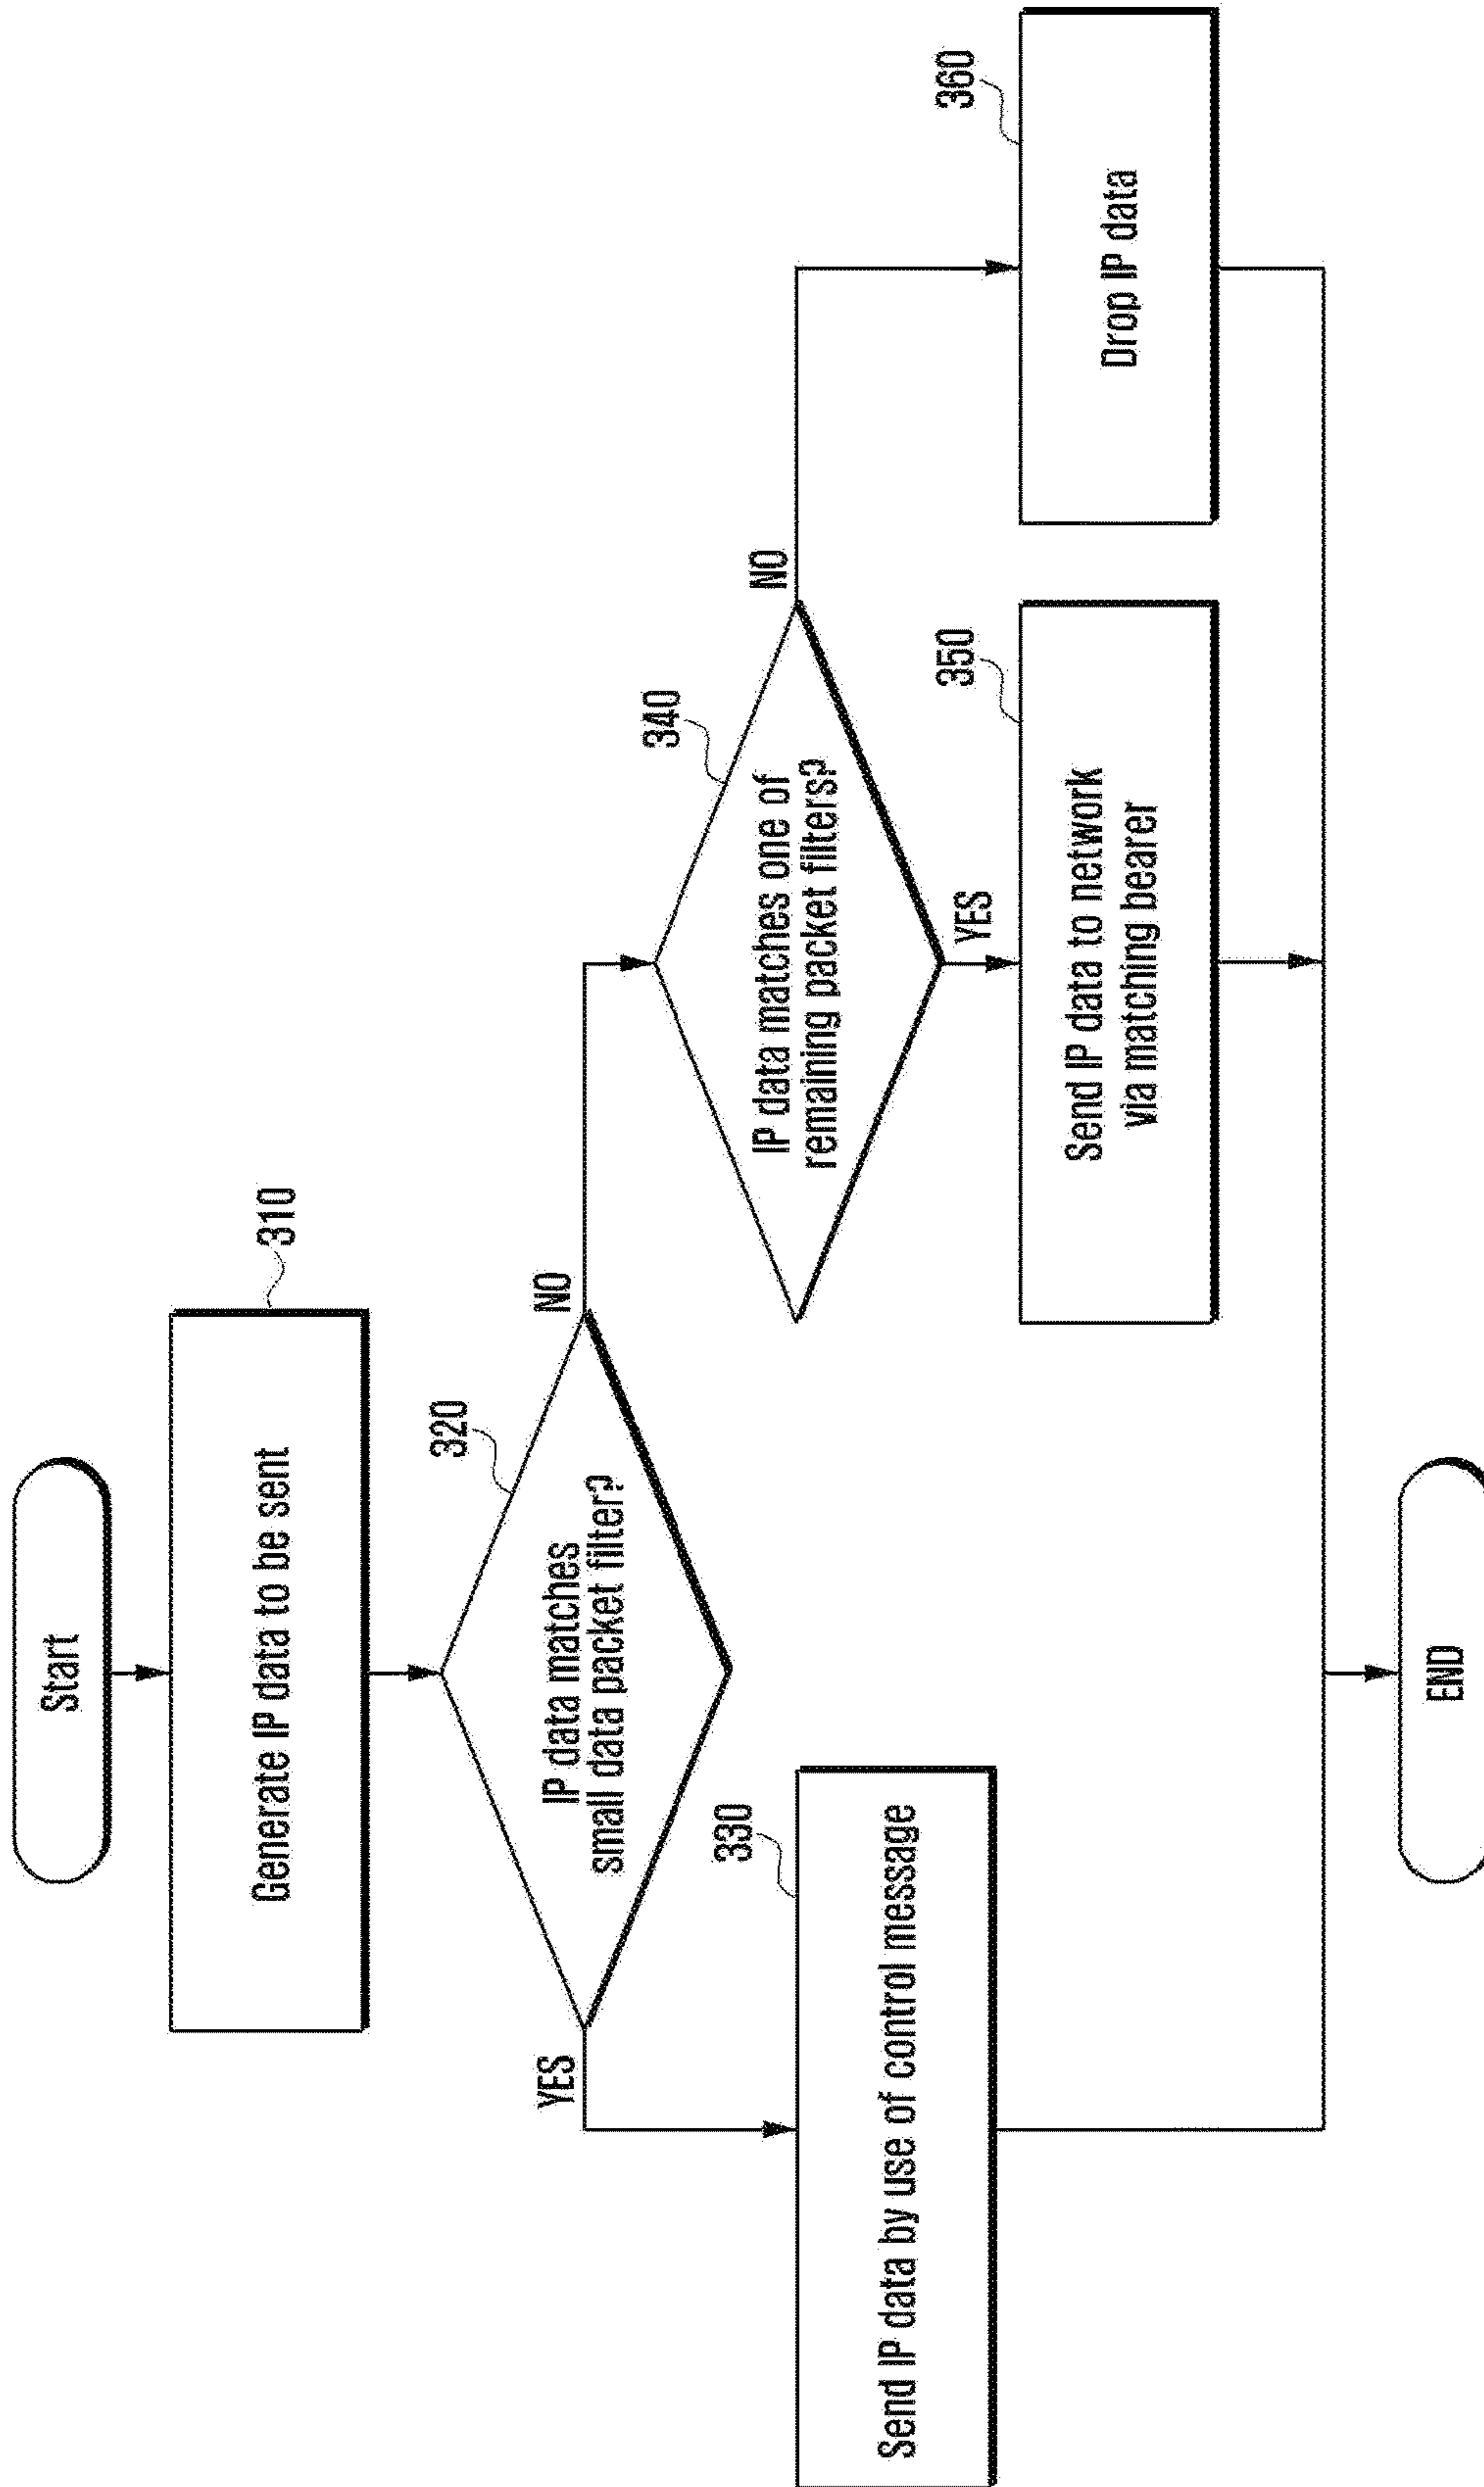 Start
310
Generate IP data to be sent
320
IP data matches
small data packet filter?
YES
NO
330
Send IP data by use of control message
340
IP data matches one of
remaining packet filters?
NO
YES
350
Send IP data to network
via matching bearer
360
Drop IP data
END